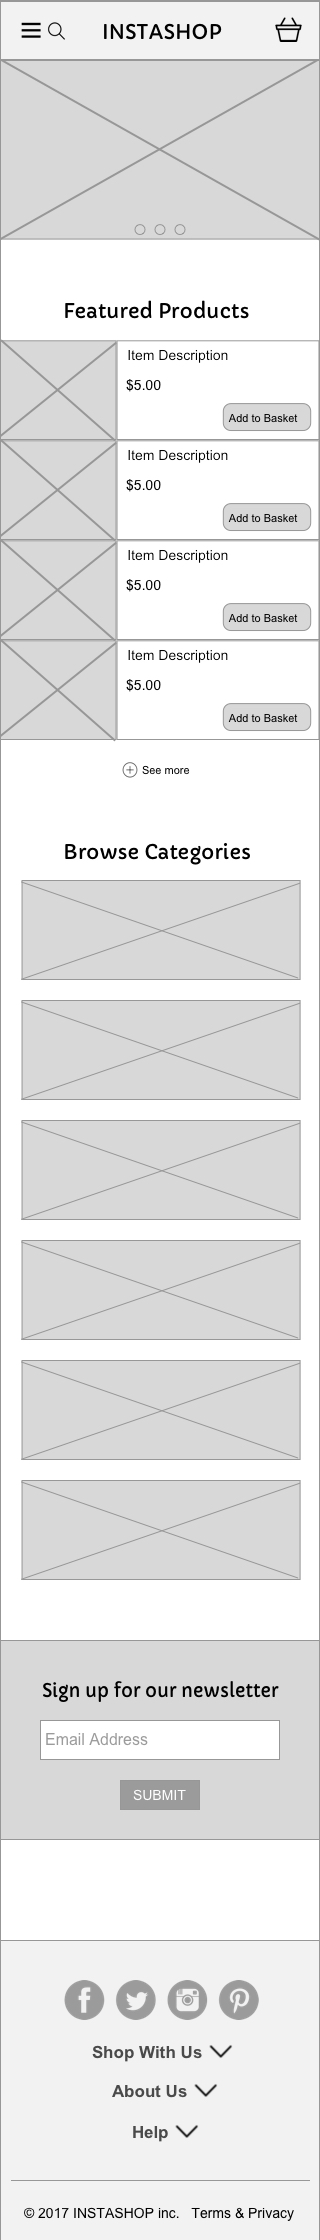 INSTASHOP
Featured Products
Item Description
$5.00
Add to Basket
Item Description
$5.00
Add to Basket
Item Description
$5.00
Add to Basket
Item Description
$5.00
Add to Basket
See more
Browse Categories
Sign up for our newsletter
Email Address
SUBMIT
Shop With Us
About Us
Help
© 2017 INSTASHOP inc. Terms & Privacy